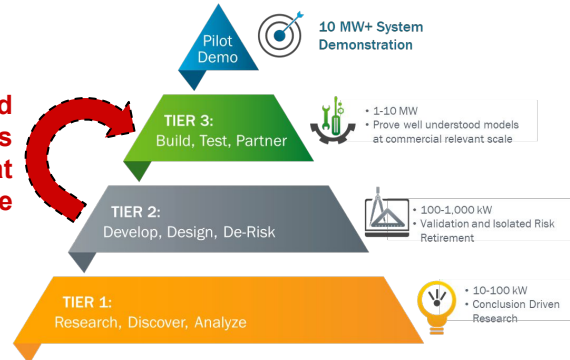 Pilot
Demo
10 MW+ System
Demonstration
TIER 3:
Build, Test, Partner
• 1-10 MW
• Prove well understood models
at commercial relevant scale
TIER 2:
Develop, Design, De-Risk
• 100-1,000 kW
• Validation and Isolated Risk
Retirement
TIER 1:
Research, Discover, Analyze
• 10-100 kW
• Conclusion Driven
Research